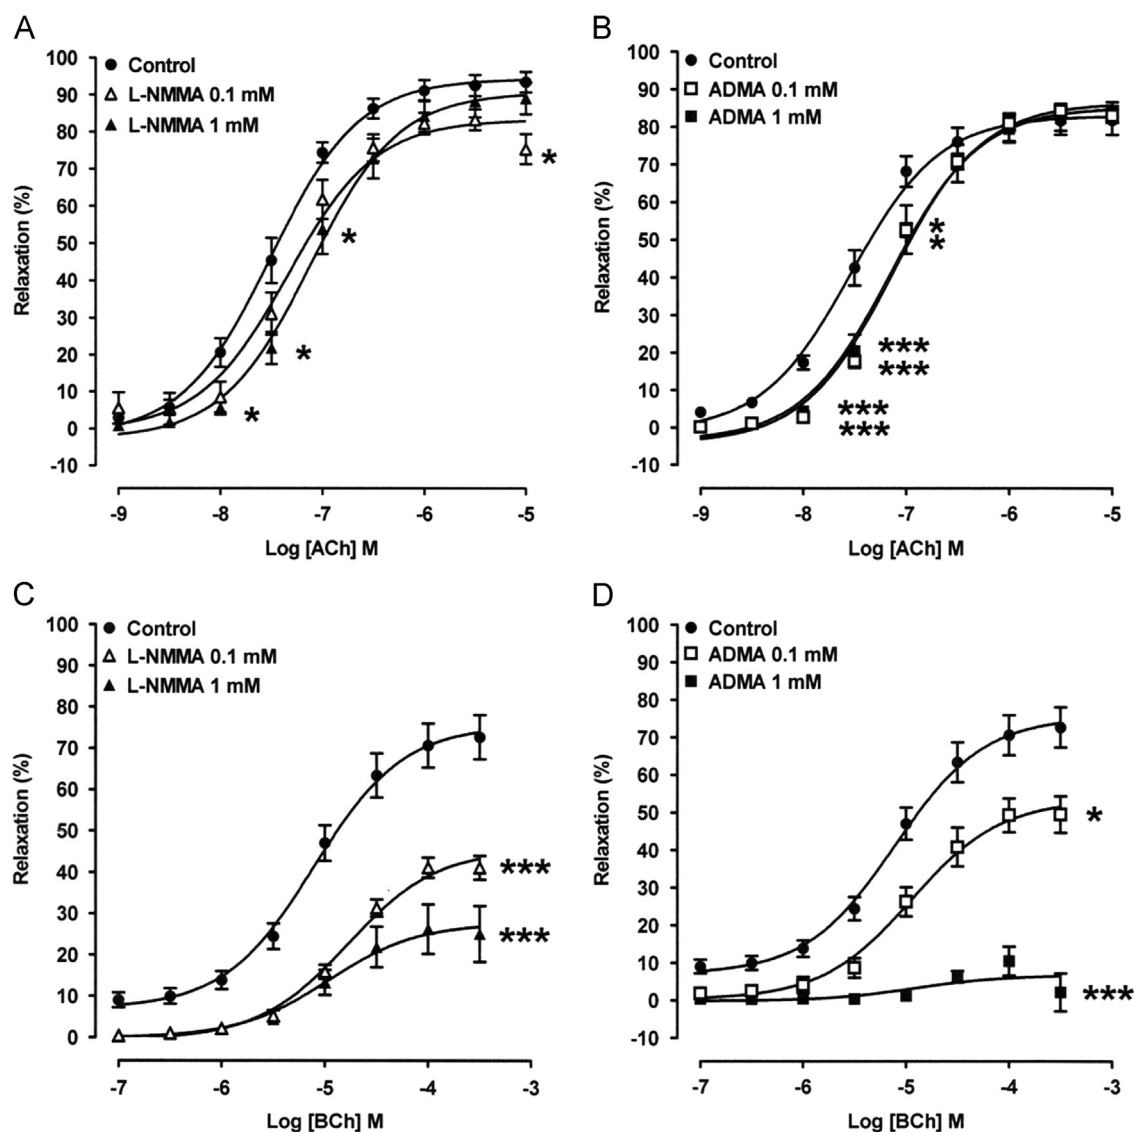 A
100
90
80
70
60
50
40
30
20
10
0
-10
Relaxation (%)
Control
L-NMMA 0.1 mM
L-NMMA 1 mM
*
*
*
*
-9 -8 -7 -6 -5
Log [ACh] M
B
100
90
80
70
60
50
40
30
20
10
0
-10
Relaxation (%)
Control
ADMA 0.1 mM
ADMA 1 mM
*
*
***
***
***
***
-9 -8 -7 -6 -5
Log [ACh] M
C
100
90
80
70
60
50
40
30
20
10
0
Relaxation (%)
Control
L-NMMA 0.1 mM
L-NMMA 1 mM
***
***
-7 -6 -5 -4 -3
Log [BCh] M
D
100
90
80
70
60
50
40
30
20
10
0
-10
Relaxation (%)
Control
ADMA 0.1 mM
ADMA 1 mM
*
***
-7 -6 -5 -4 -3
Log [BCh] M